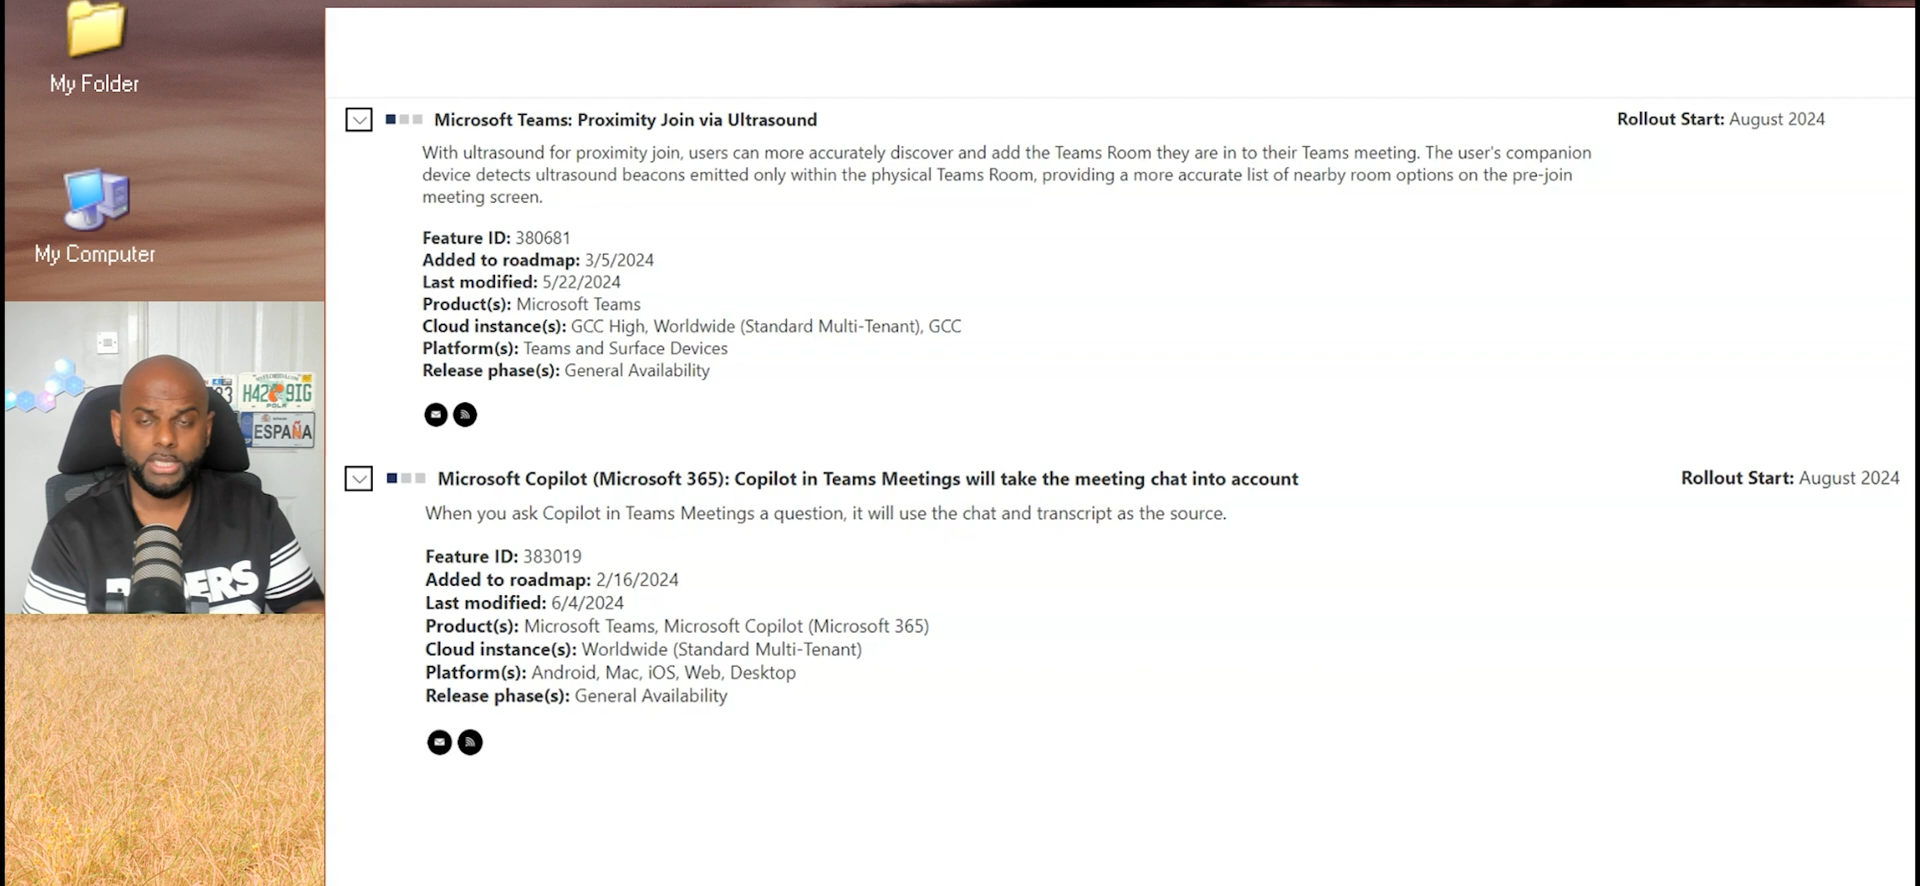 My Folder
My Computer
H42 9IG
ESPAÑA
Microsoft Teams: Proximity Join via Ultrasound
Rollout Start: August 2024
With ultrasound for proximity join, users can more accurately discover and add the Teams Room they are in to their Teams meeting. The user's companion
device detects ultrasound beacons emitted only within the physical Teams Room, providing a more accurate list of nearby room options on the pre-join
meeting screen.
Feature ID: 380681
Added to roadmap: 3/5/2024
Last modified: 5/22/2024
Product(s): Microsoft Teams
Cloud instance(s): GCC High, Worldwide (Standard Multi-Tenant), GCC
Platform(s): Teams and Surface Devices
Release phase(s): General Availability
Microsoft Copilot (Microsoft 365): Copilot in Teams Meetings will take the meeting chat into account
Rollout Start: August 2024
When you ask Copilot in Teams Meetings a question, it will use the chat and transcript as the source.
Feature ID: 383019
Added to roadmap: 2/16/2024
Last modified: 6/4/2024
Product(s): Microsoft Teams, Microsoft Copilot (Microsoft 365)
Cloud instance(s): Worldwide (Standard Multi-Tenant)
Platform(s): Android, Mac, iOS, Web, Desktop
Release phase(s): General Availability